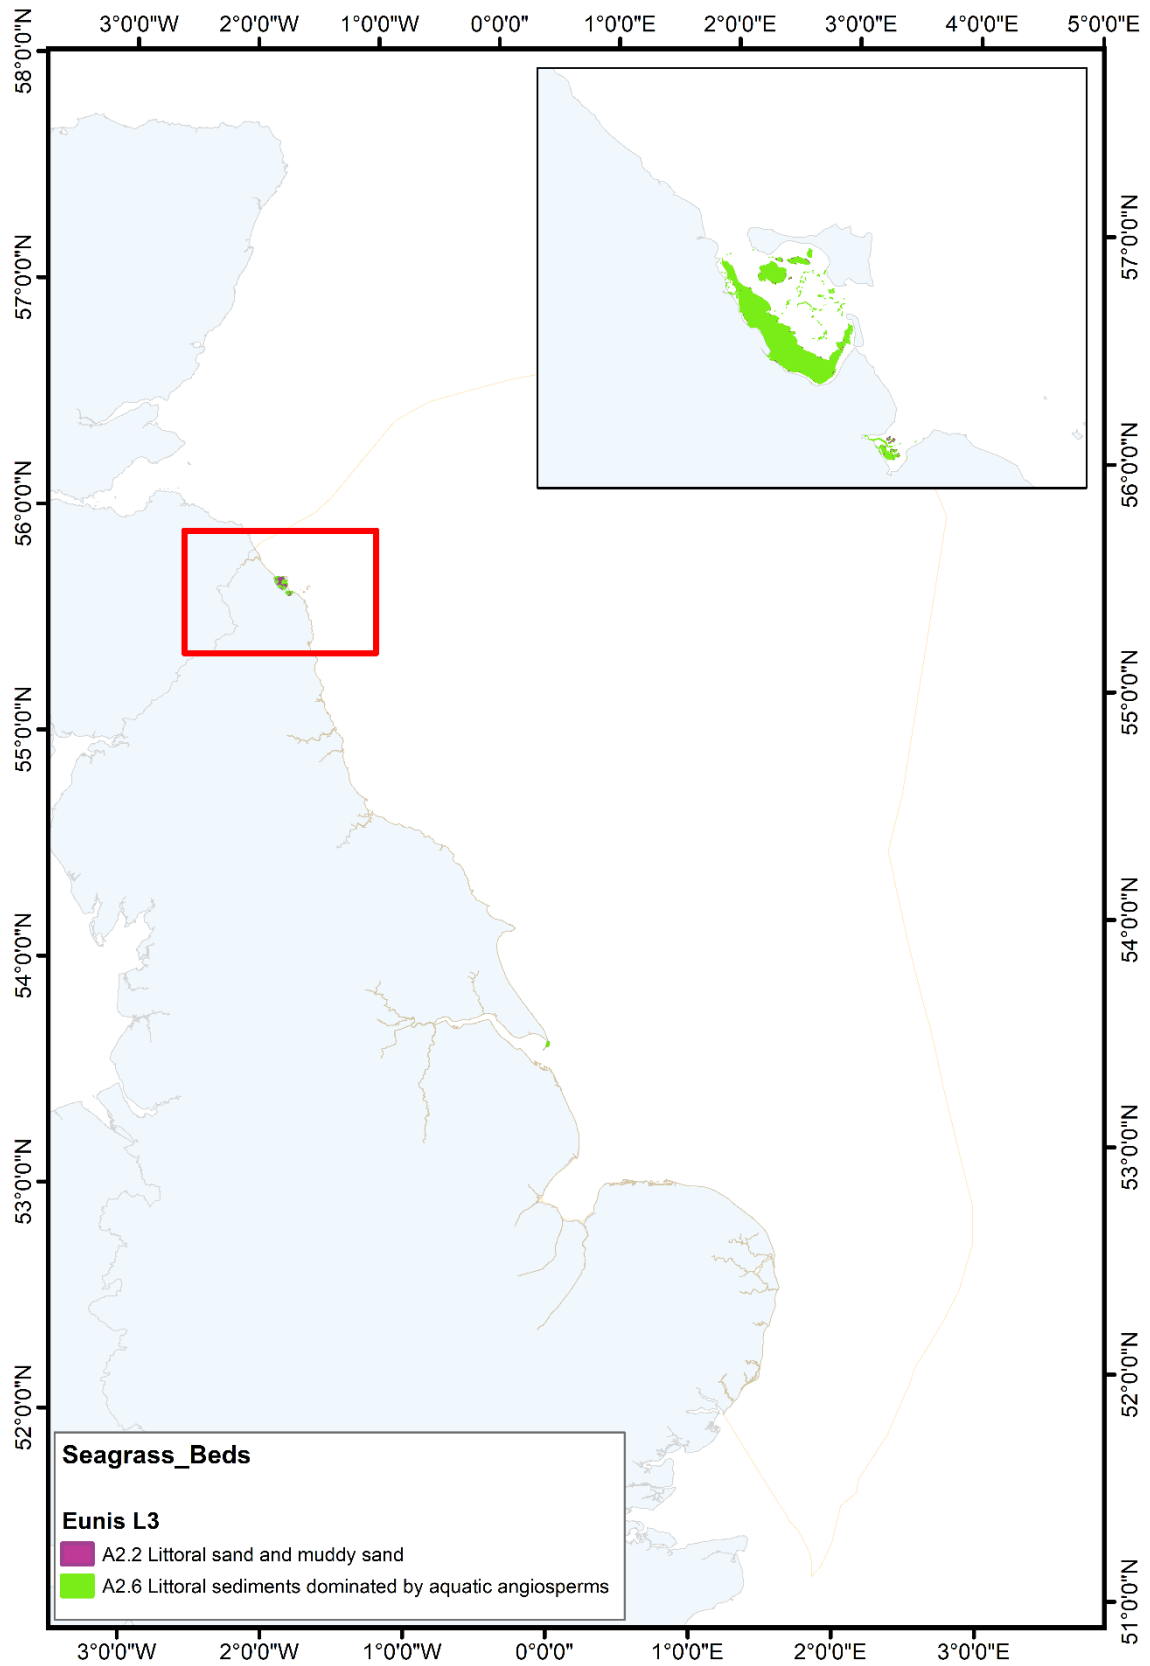 3°0'0"W 2°0'0"W 1°0'0"W 0°0'0" 1°0'0"E 2°0'0"E 3°0'0"E 4°0'0"E 5°0'0"E
58°0'0"N
57°0'0"N
56°0'0"N
55°0'0"N
54°0'0"N
53°0'0"N
52°0'0"N
57°0'0"N
56°0'0"N
55°0'0"N
54°0'0"N
53°0'0"N
52°0'0"N
51°0'0"N
Seagrass_Beds
Eunis L3
A2.2 Littoral sand and muddy sand
A2.6 Littoral sediments dominated by aquatic angiosperms
3°0'0"W 2°0'0"W 1°0'0"W 0°0'0" 1°0'0"E 2°0'0"E 3°0'0"E